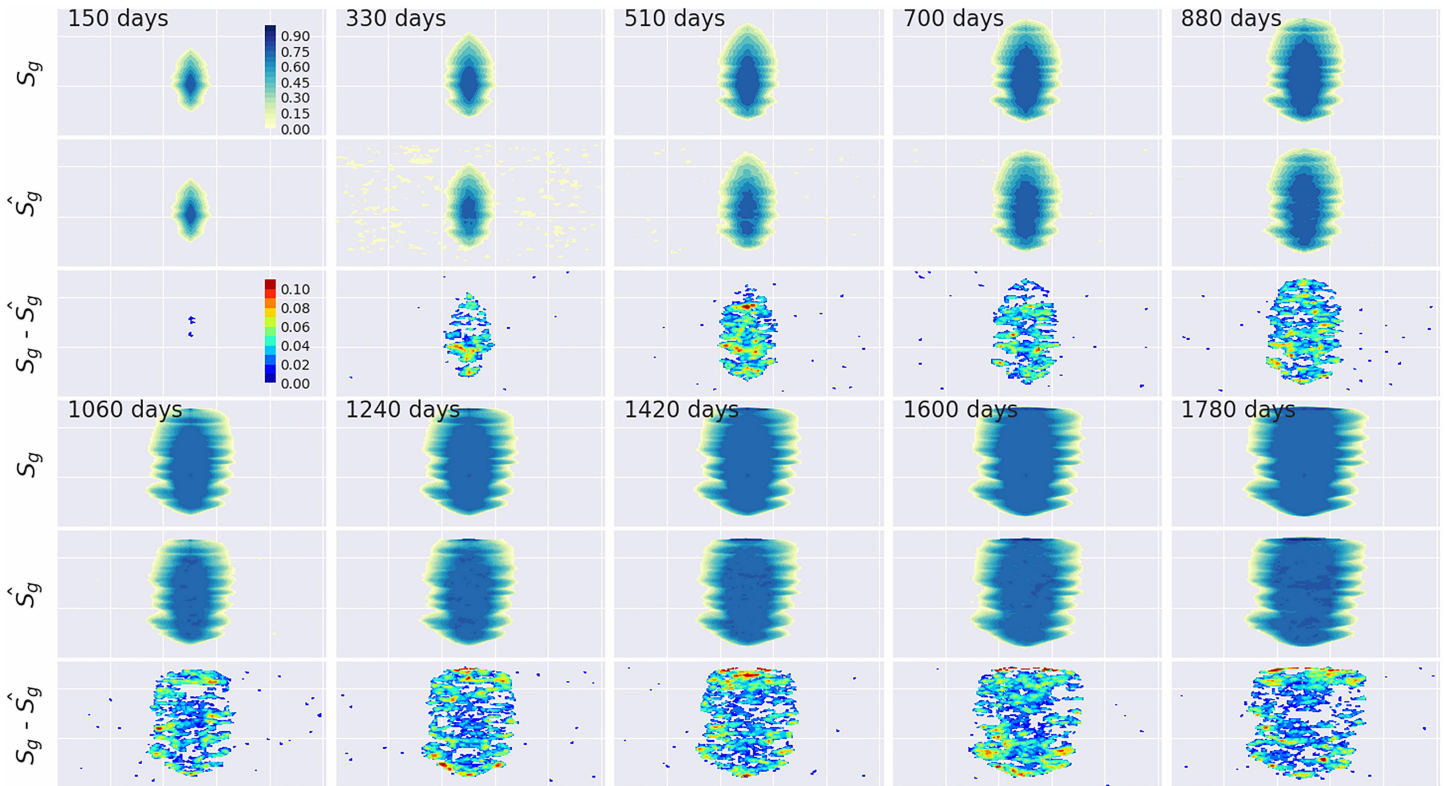 150 days
330 days
510 days
700 days
880 days
S_g
0.90
0.75
0.60
0.45
0.30
0.15
0.00
Ŝ_g
S_g - Ŝ_g
0.10
0.08
0.06
0.04
0.02
0.00
1060 days
1240 days
1420 days
1600 days
1780 days
S_g
Ŝ_g
S_g - Ŝ_g